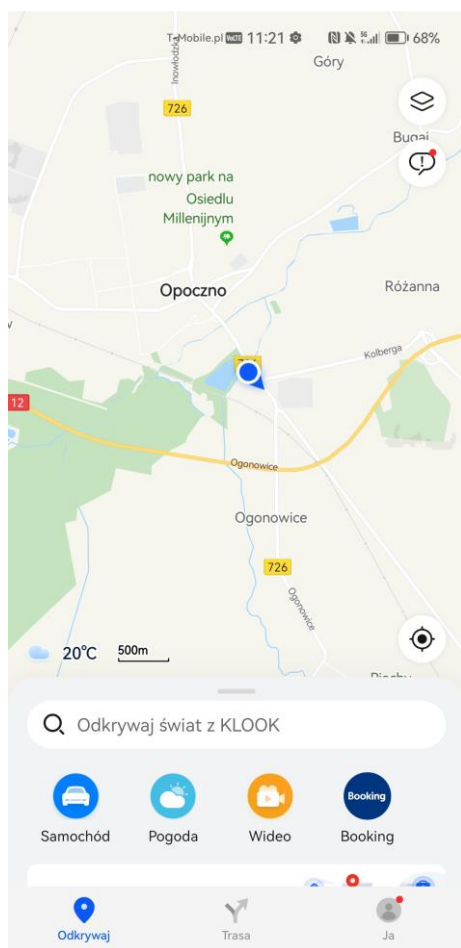 T-Mobile.pl VoLTE 11:21 68%
Inowłodzka
Góry
726
Bugaj
nowy park na
Osiedlu
Millenijnym
Opoczno
Różanna
Kolberga
12
Ogonowice
Ogonowice
726
Ogonowice
20°C 500m
Odkrywaj świat z KLOOK
Booking
Samochód Pogoda Wideo Booking
Odkrywaj Trasa Ja